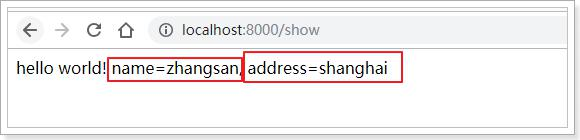 localhost:8000/show
hello world! name=zhangsan, address=shanghai